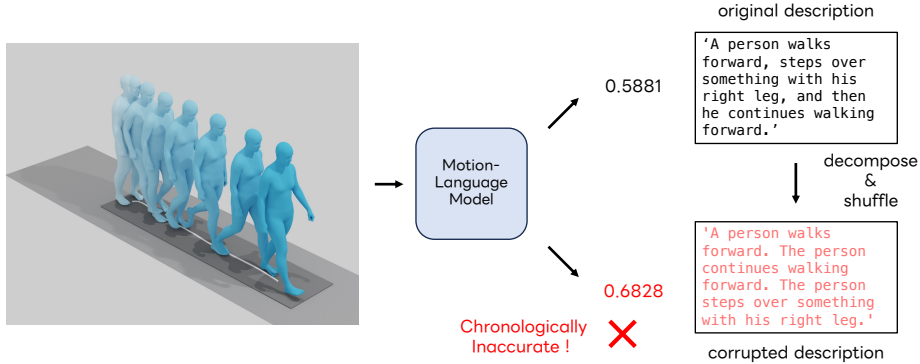 original description
'A person walks
forward, steps over
something with his
right leg, and then
he continues walking
forward.'
0.5881
Motion-
Language
Model
decompose
&
shuffle
0.6828
Chronologically
Inaccurate !
'A person walks
forward. The person
continues walking
forward. The person
steps over something
with his right leg.'
corrupted description